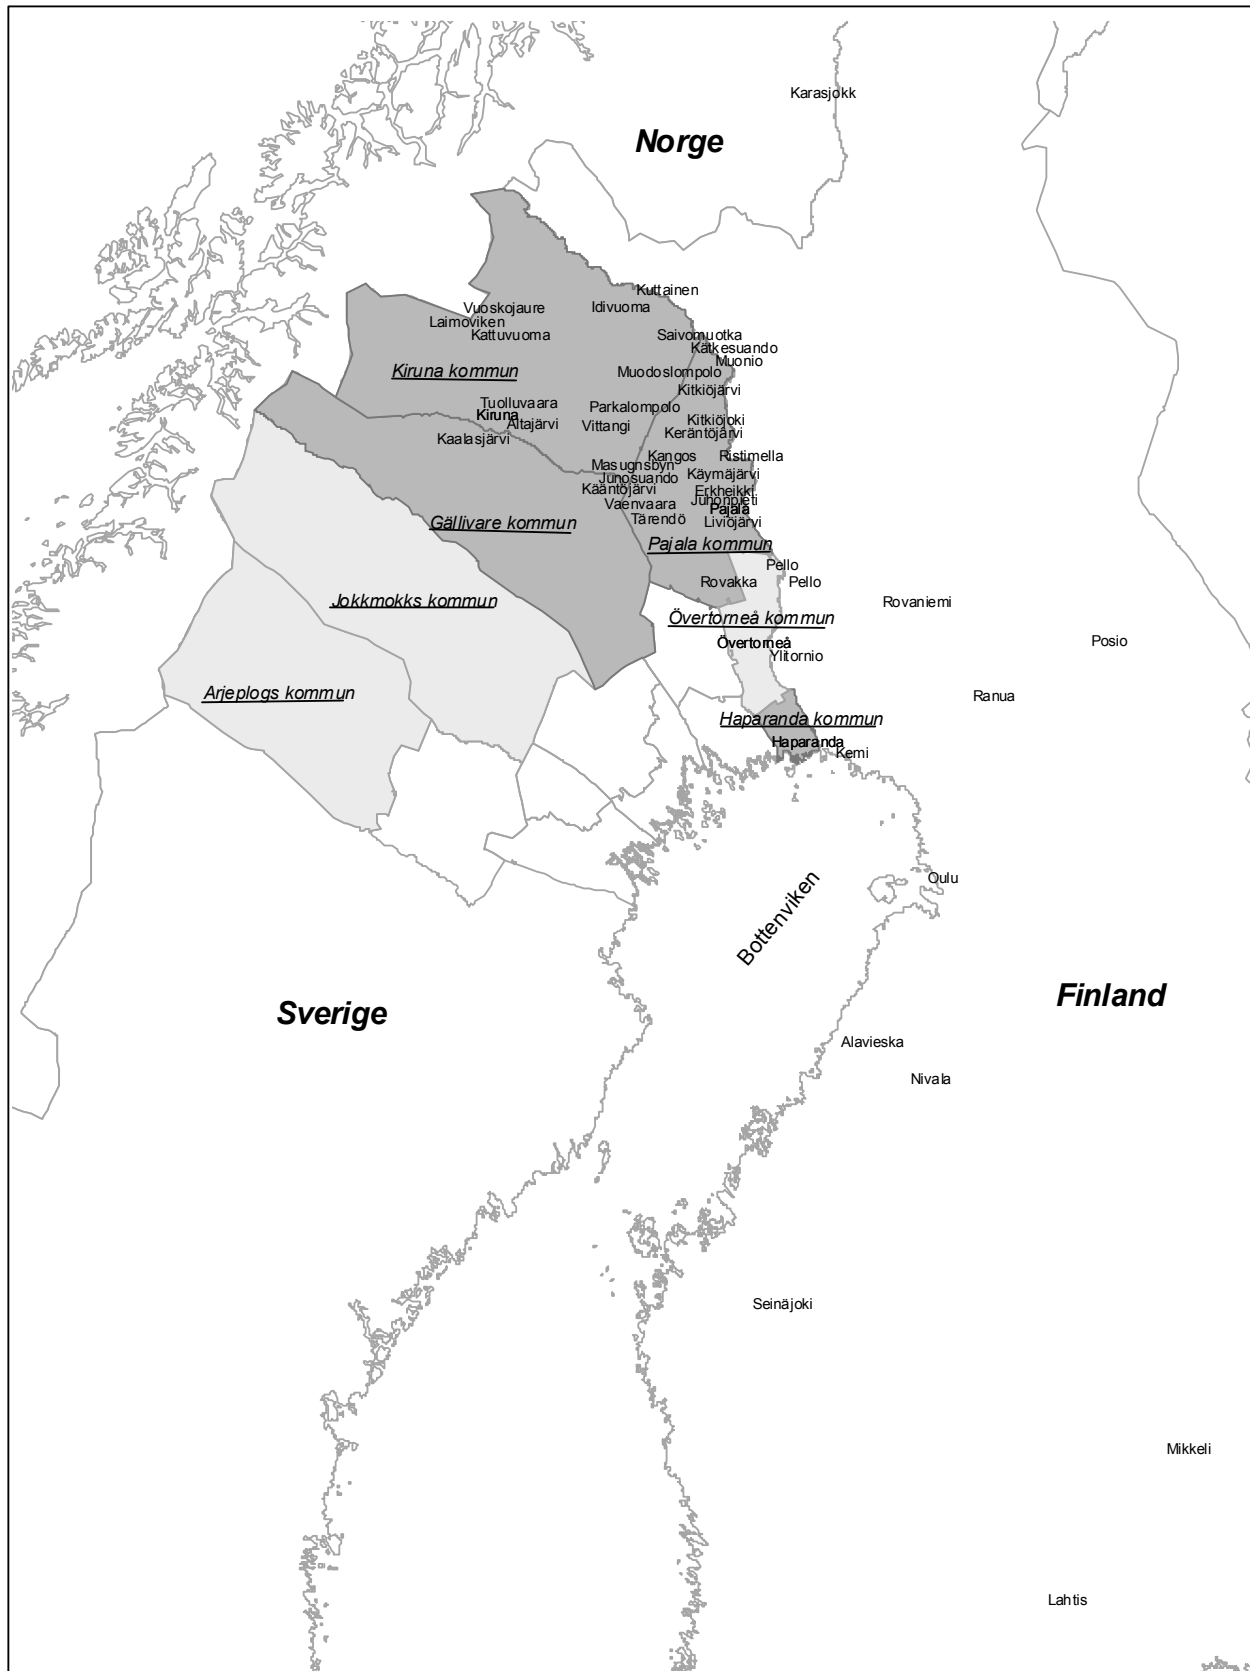 Karasjokk
Norge
Kuttainen
Vuoskojaure
Idivuoma
Laimoviken
Kattuvuoma
Saivomuotka
Kätkesuando
Muonio
Kiruna kommun
Muodoslompolo
Kitkiöjärvi
Tuolluvaara
Parkalompolo
Kiruna
Altajärvi
Vittangi
Kitkiöjoki
Keräntöjärvi
Kaalasjärvi
Kangos
Ristimella
Masugnsbyn
Junosuando
Käymäjärvi
Kääntöjärvi
Erkheikki
Juhonpieti
Vaenvaara
Pajala
Tärendö
Liviöjärvi
Gällivare kommun
Pajala kommun
Pello
Rovakka
Pello
Jokkmokks kommun
Rovaniemi
Övertorneå kommun
Övertorneå
Posio
Ylitornio
Arjeplogs kommun
Ranua
Haparanda kommun
Haparanda
Kemi
Oulu
Bottenviken
Finland
Sverige
Alavieska
Nivala
Seinäjoki
Mikkeli
Lahtis